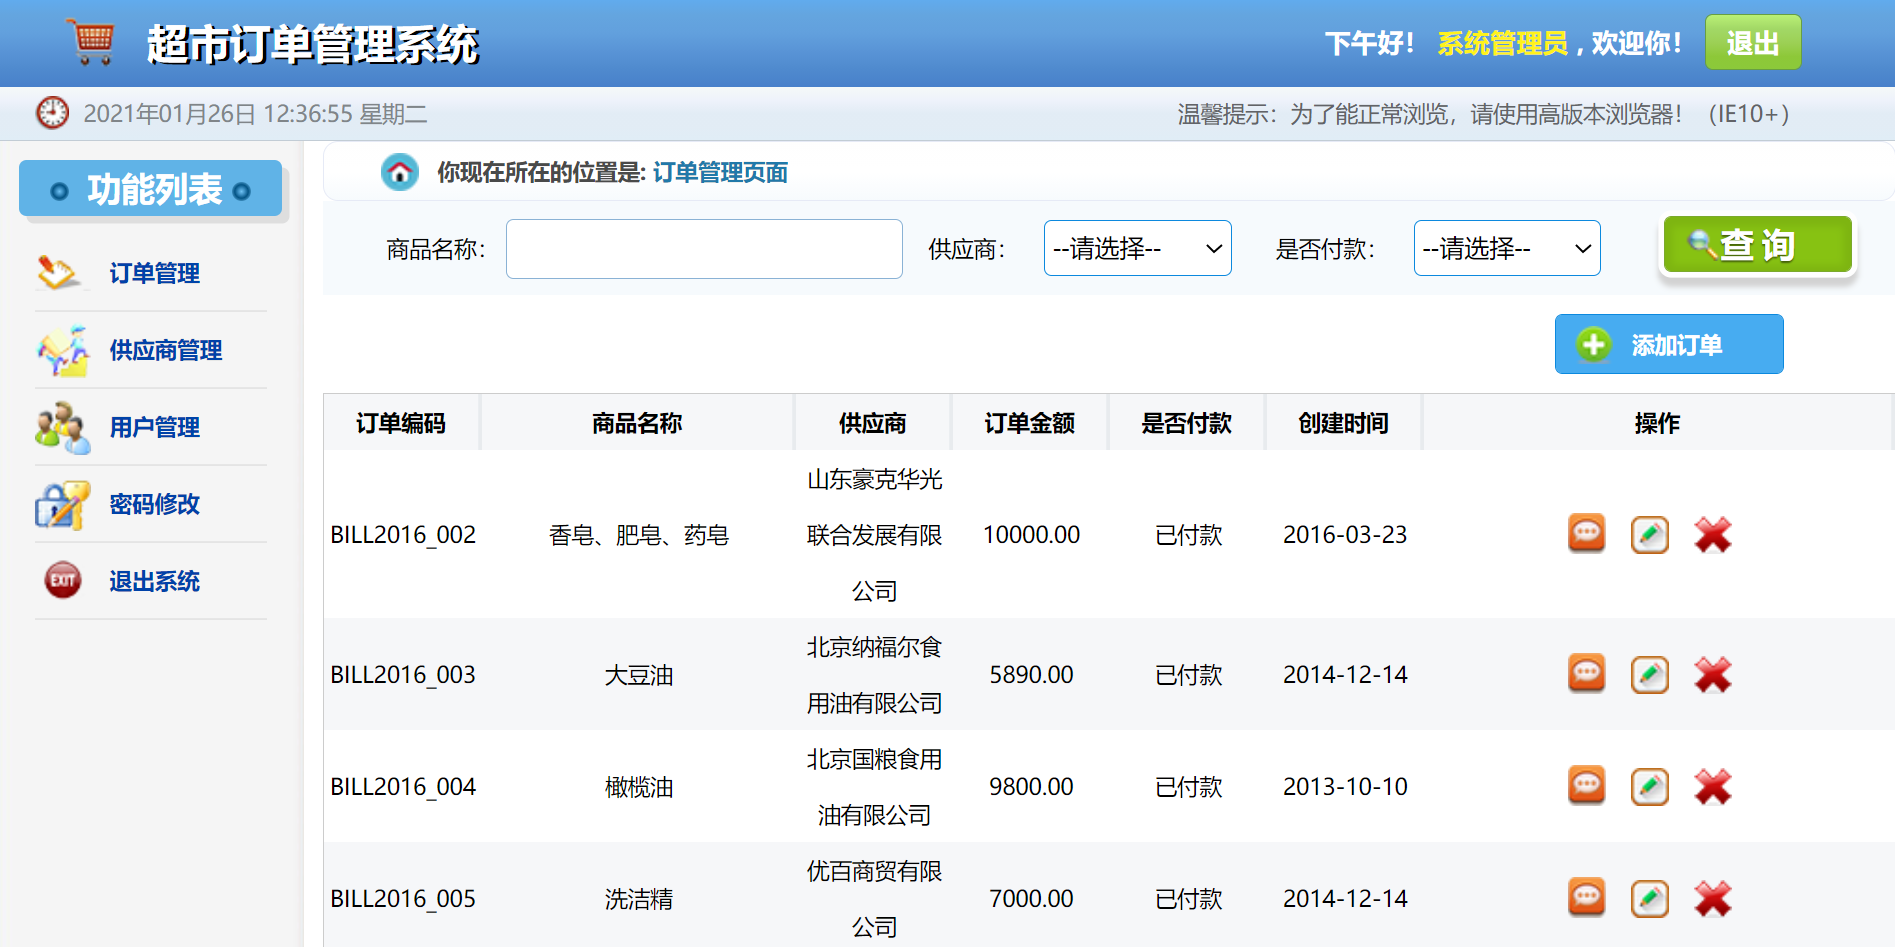 超市订单管理系统
下午好！ 系统管理员 , 欢迎你！ 退出
2021年01月26日 12:36:55 星期二
温馨提示：为了能正常浏览，请使用高版本浏览器！（IE10+）
功能列表
订单管理
供应商管理
用户管理
密码修改
EXIT 退出系统
你现在所在的位置是: 订单管理页面
商品名称： 供应商： --请选择-- 是否付款： --请选择-- 查 询
添加订单
订单编码 商品名称 供应商 订单金额 是否付款 创建时间 操作
BILL2016_002 香皂、肥皂、药皂 山东豪克华光
联合发展有限
公司 10000.00 已付款 2016-03-23
BILL2016_003 大豆油 北京纳福尔食
用油有限公司 5890.00 已付款 2014-12-14
BILL2016_004 橄榄油 北京国粮食用
油有限公司 9800.00 已付款 2013-10-10
BILL2016_005 洗洁精 优百商贸有限
公司 7000.00 已付款 2014-12-14